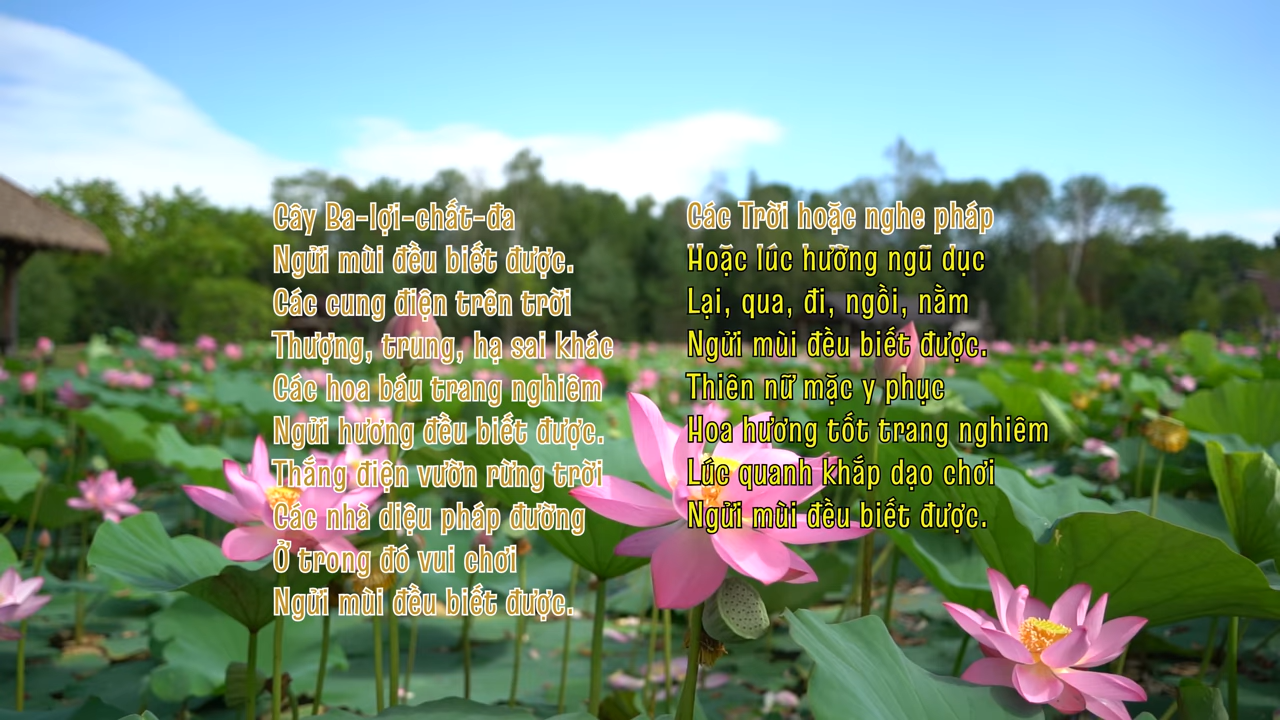 Cây Ba-lợi-chất-đa
Ngửi mùi đều biết được.
Các cung điện trên trời
Thượng, trung, hạ sai khác
Các hoa báu trang nghiêm
Ngửi hương đều biết được.
Thắng điện vườn rừng trời
Các nhà diệu pháp đường
Ở trong đó vui chơi
Ngửi mùi đều biết được.
Các Trời hoặc nghe pháp
Hoặc lúc hưỡng ngũ dục
Lại, qua, đi, ngồi, nằm
Ngửi mùi đều biết được.
Thiên nữ mặc y phục
Hoa hương tốt trang nghiêm
Lúc quanh khắp dạo chơi
Ngửi mùi đều biết được.